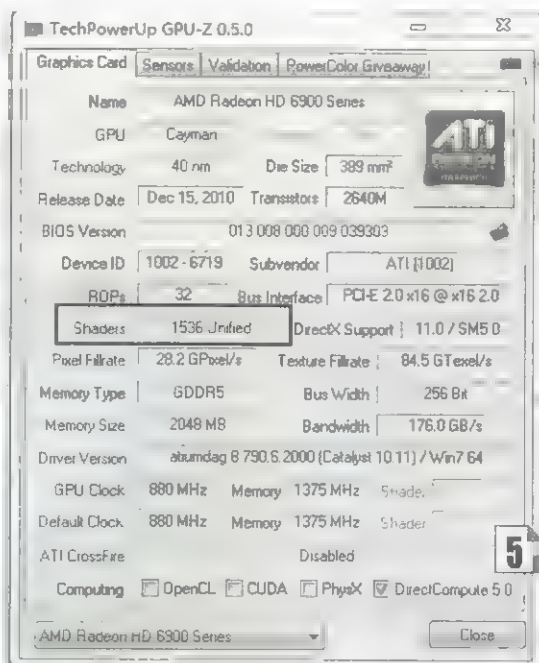 TechPowerUp GPU-Z 0.5.0
Graphics Card Sensors Validation PowerColor Giveaway!
Name AMD Radeon HD 6900 Series
ATI
GPU Cayman
Technology 40 nm Die Size 389 mm²
Release Date Dec 15, 2010 Transistors 2640M
BIOS Version 013.008.000.009.039303
Device ID 1002 - 6719 Subvendor ATI (1002)
ROPs 32 Bus Interface PCI-E 2.0 x16 @ x16 2.0
Shaders 1536 Unified DirectX Support 11.0 / SM5.0
Pixel Fillrate 28.2 GPixel/s Texture Fillrate 84.5 GTexel/s
Memory Type GDDR5 Bus Width 256 Bit
Memory Size 2048 MB Bandwidth 176.0 GB/s
Driver Version atiumdag 8.790.6.2000 (Catalyst 10.11) / Win7 64
GPU Clock 880 MHz Memory 1375 MHz Shader
Default Clock 880 MHz Memory 1375 MHz Shader
ATI CrossFire Disabled
5
Computing OpenCL CUDA PhysX DirectCompute 5.0
AMD Radeon HD 6900 Series Close